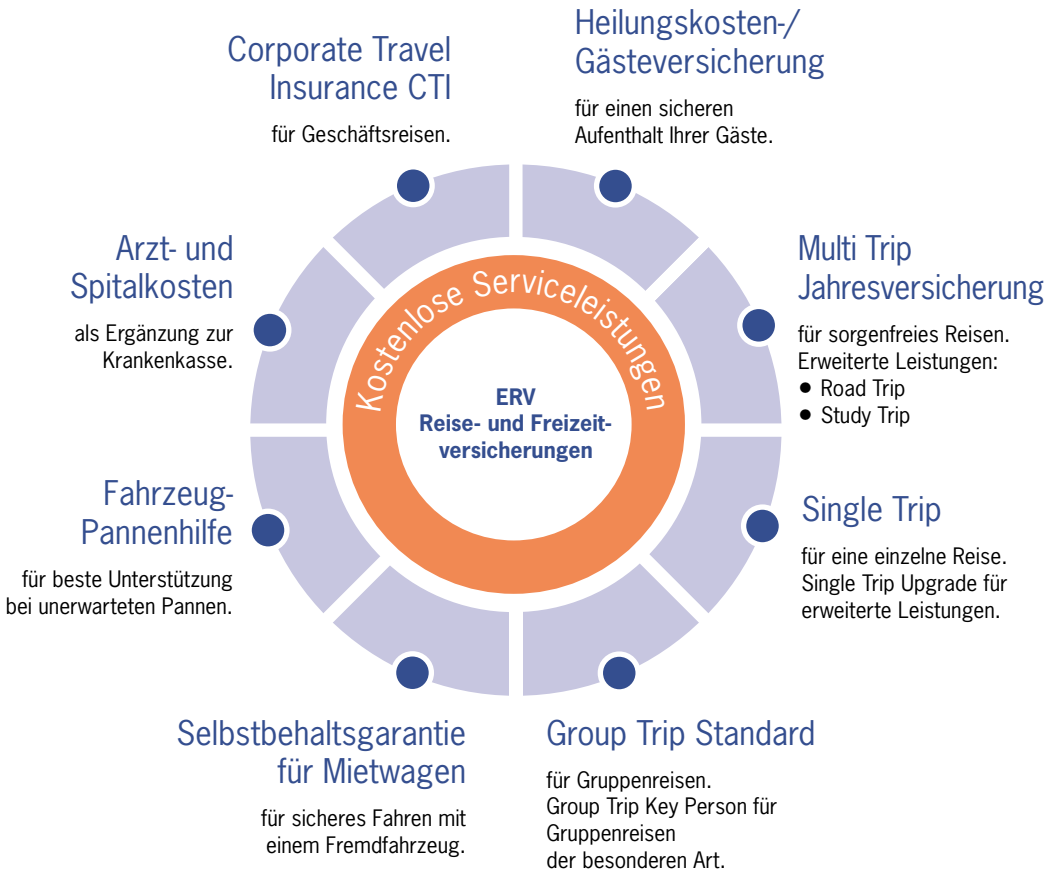 Corporate Travel
Insurance CTI
für Geschäftsreisen.
Heilungskosten-/
Gästeversicherung
für einen sicheren
Aufenthalt Ihrer Gäste.
Arzt- und
Spitalkosten
als Ergänzung zur
Krankenkasse.
Multi Trip
Jahresversicherung
für sorgenfreies Reisen.
Erweiterte Leistungen:
● Road Trip
● Study Trip
Kostenlose Serviceleistungen
ERV
Reise- und Freizeit-
versicherungen
Fahrzeug-
Pannenhilfe
für beste Unterstützung
bei unerwarteten Pannen.
Single Trip
für eine einzelne Reise.
Single Trip Upgrade für
erweiterte Leistungen.
Selbstbehaltsgarantie
für Mietwagen
für sicheres Fahren mit
einem Fremdfahrzeug.
Group Trip Standard
für Gruppenreisen.
Group Trip Key Person für
Gruppenreisen
der besonderen Art.